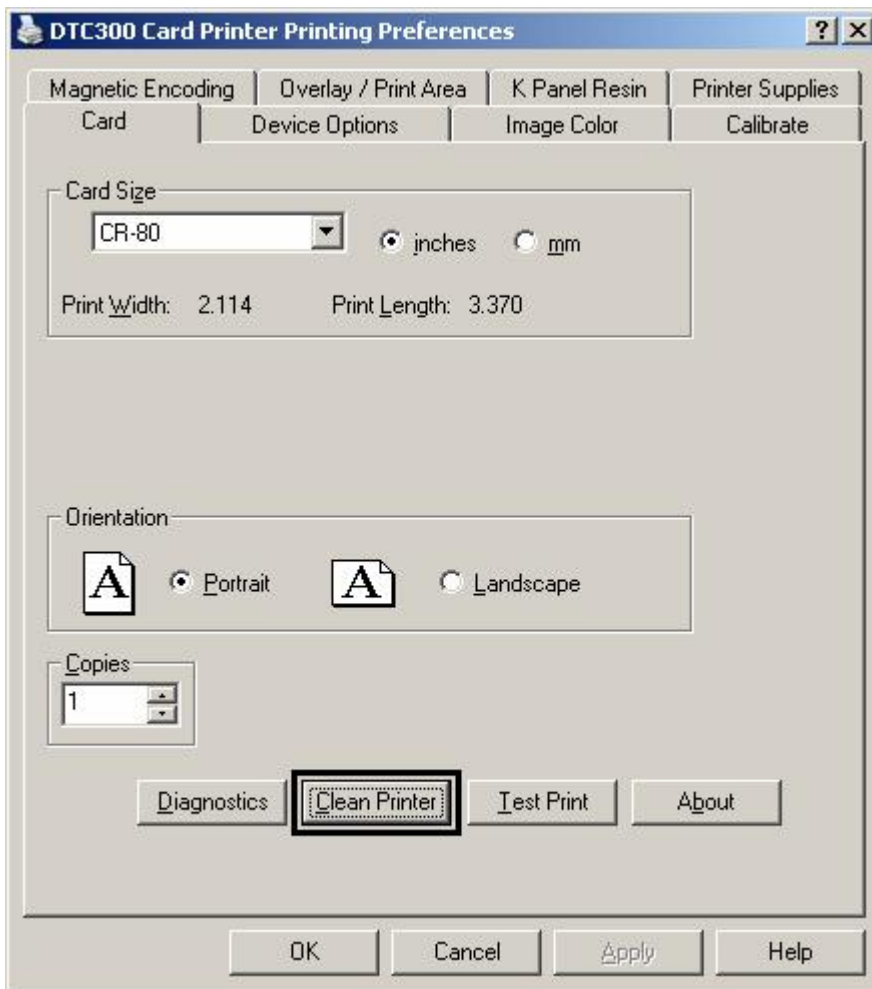 DTC300 Card Printer Printing Preferences
Magnetic Encoding Overlay / Print Area K Panel Resin Printer Supplies
Card Device Options Image Color Calibrate
Card Size
CR-80 inches mm
Print Width: 2.114 Print Length: 3.370
Orientation
A Portrait A Landscape
Copies
1
Diagnostics Clean Printer Test Print About
OK Cancel Apply Help